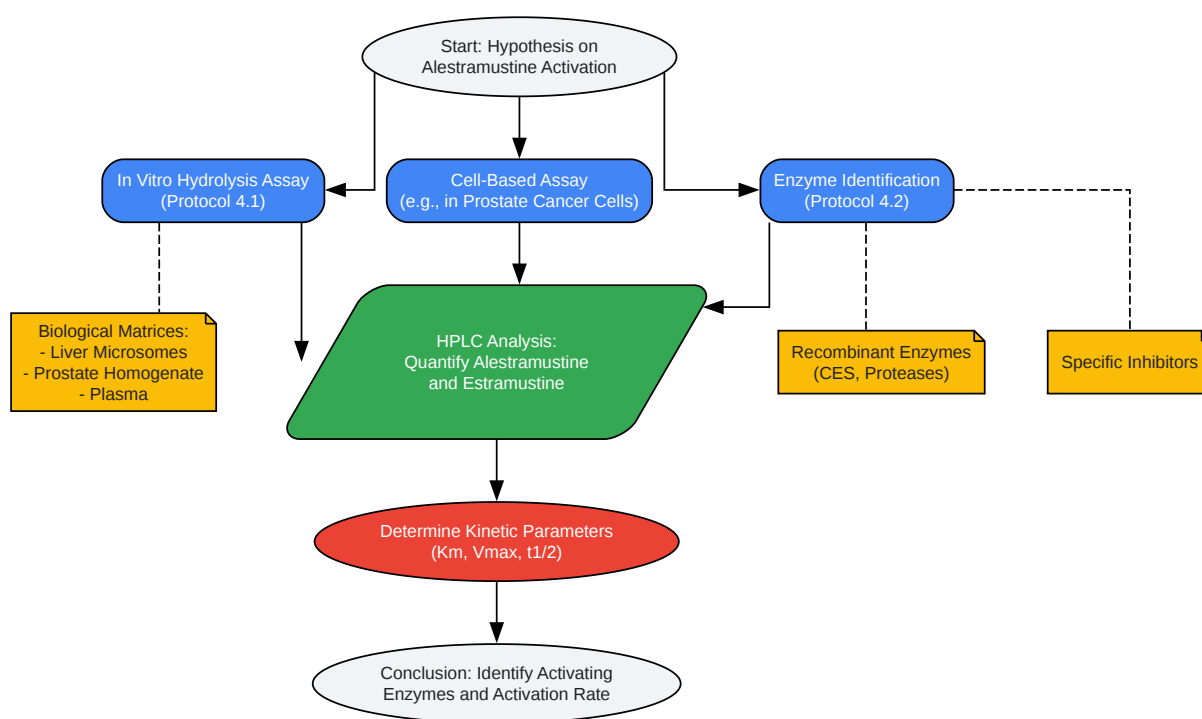 Start: Hypothesis on
Alestramustine Activation
In Vitro Hydrolysis Assay
(Protocol 4.1)
Cell-Based Assay
(e.g., in Prostate Cancer Cells)
Enzyme Identification
(Protocol 4.2)
Biological Matrices:
- Liver Microsomes
- Prostate Homogenate
- Plasma
HPLC Analysis:
Quantify Alestramustine
and Estramustine
Recombinant Enzymes
(CES, Proteases)
Specific Inhibitors
Determine Kinetic Parameters
(Km, Vmax, t1/2)
Conclusion: Identify Activating
Enzymes and Activation Rate